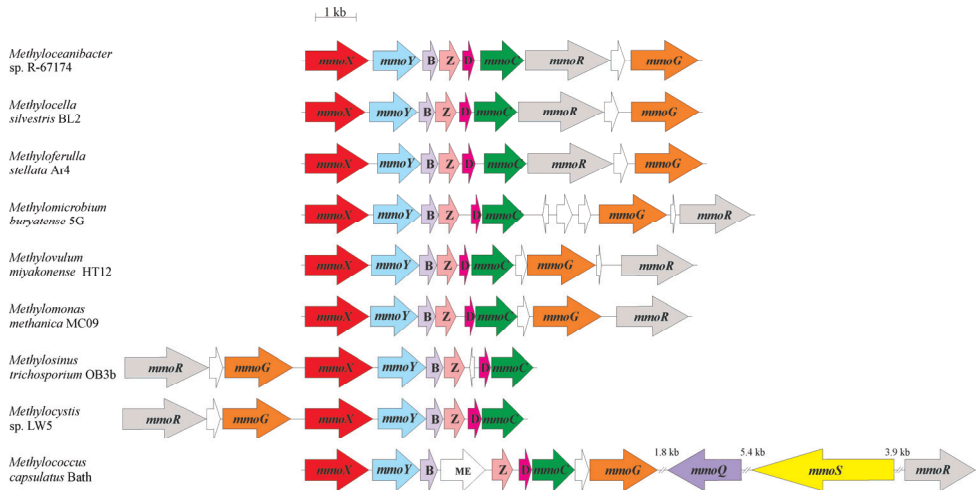 1 kb
Methyloceanibacter
sp. R-67174
mmoX mmoY B Z D mmoC mmoR mmoG
Methylocella
silvestris BL2
mmoX mmoY B Z D mmoC mmoR mmoG
Methyloferulla
stellata Ar4
mmoX mmoY B Z D mmoC mmoR mmoG
Methylomicrobium
buryatense 5G
mmoX mmoY B Z D mmoC mmoG mmoR
Methylovulum
miyakonense HT12
mmoX mmoY B Z D mmoC mmoG mmoR
Methylomonas
methanica MC09
mmoX mmoY B Z D mmoC mmoG mmoR
Methylosinus
trichosporium OB3b
mmoR mmoG mmoX mmoY B Z D mmoC
Methylocystis
sp. LW5
mmoR mmoG mmoX mmoY B Z D mmoC
Methylococcus
capsulatus Bath
1.8 kb 5.4 kb 3.9 kb
mmoX mmoY B ME Z D mmoC mmoG mmoQ mmoS mmoR